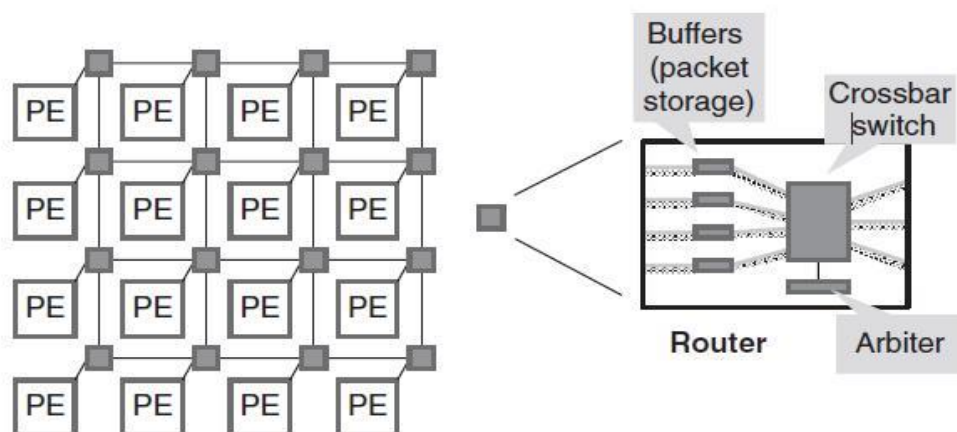 Buffers
(packet
storage)
Crossbar
switch
PE PE PE PE
PE PE PE PE
PE PE PE PE
PE PE PE PE
Router
Arbiter